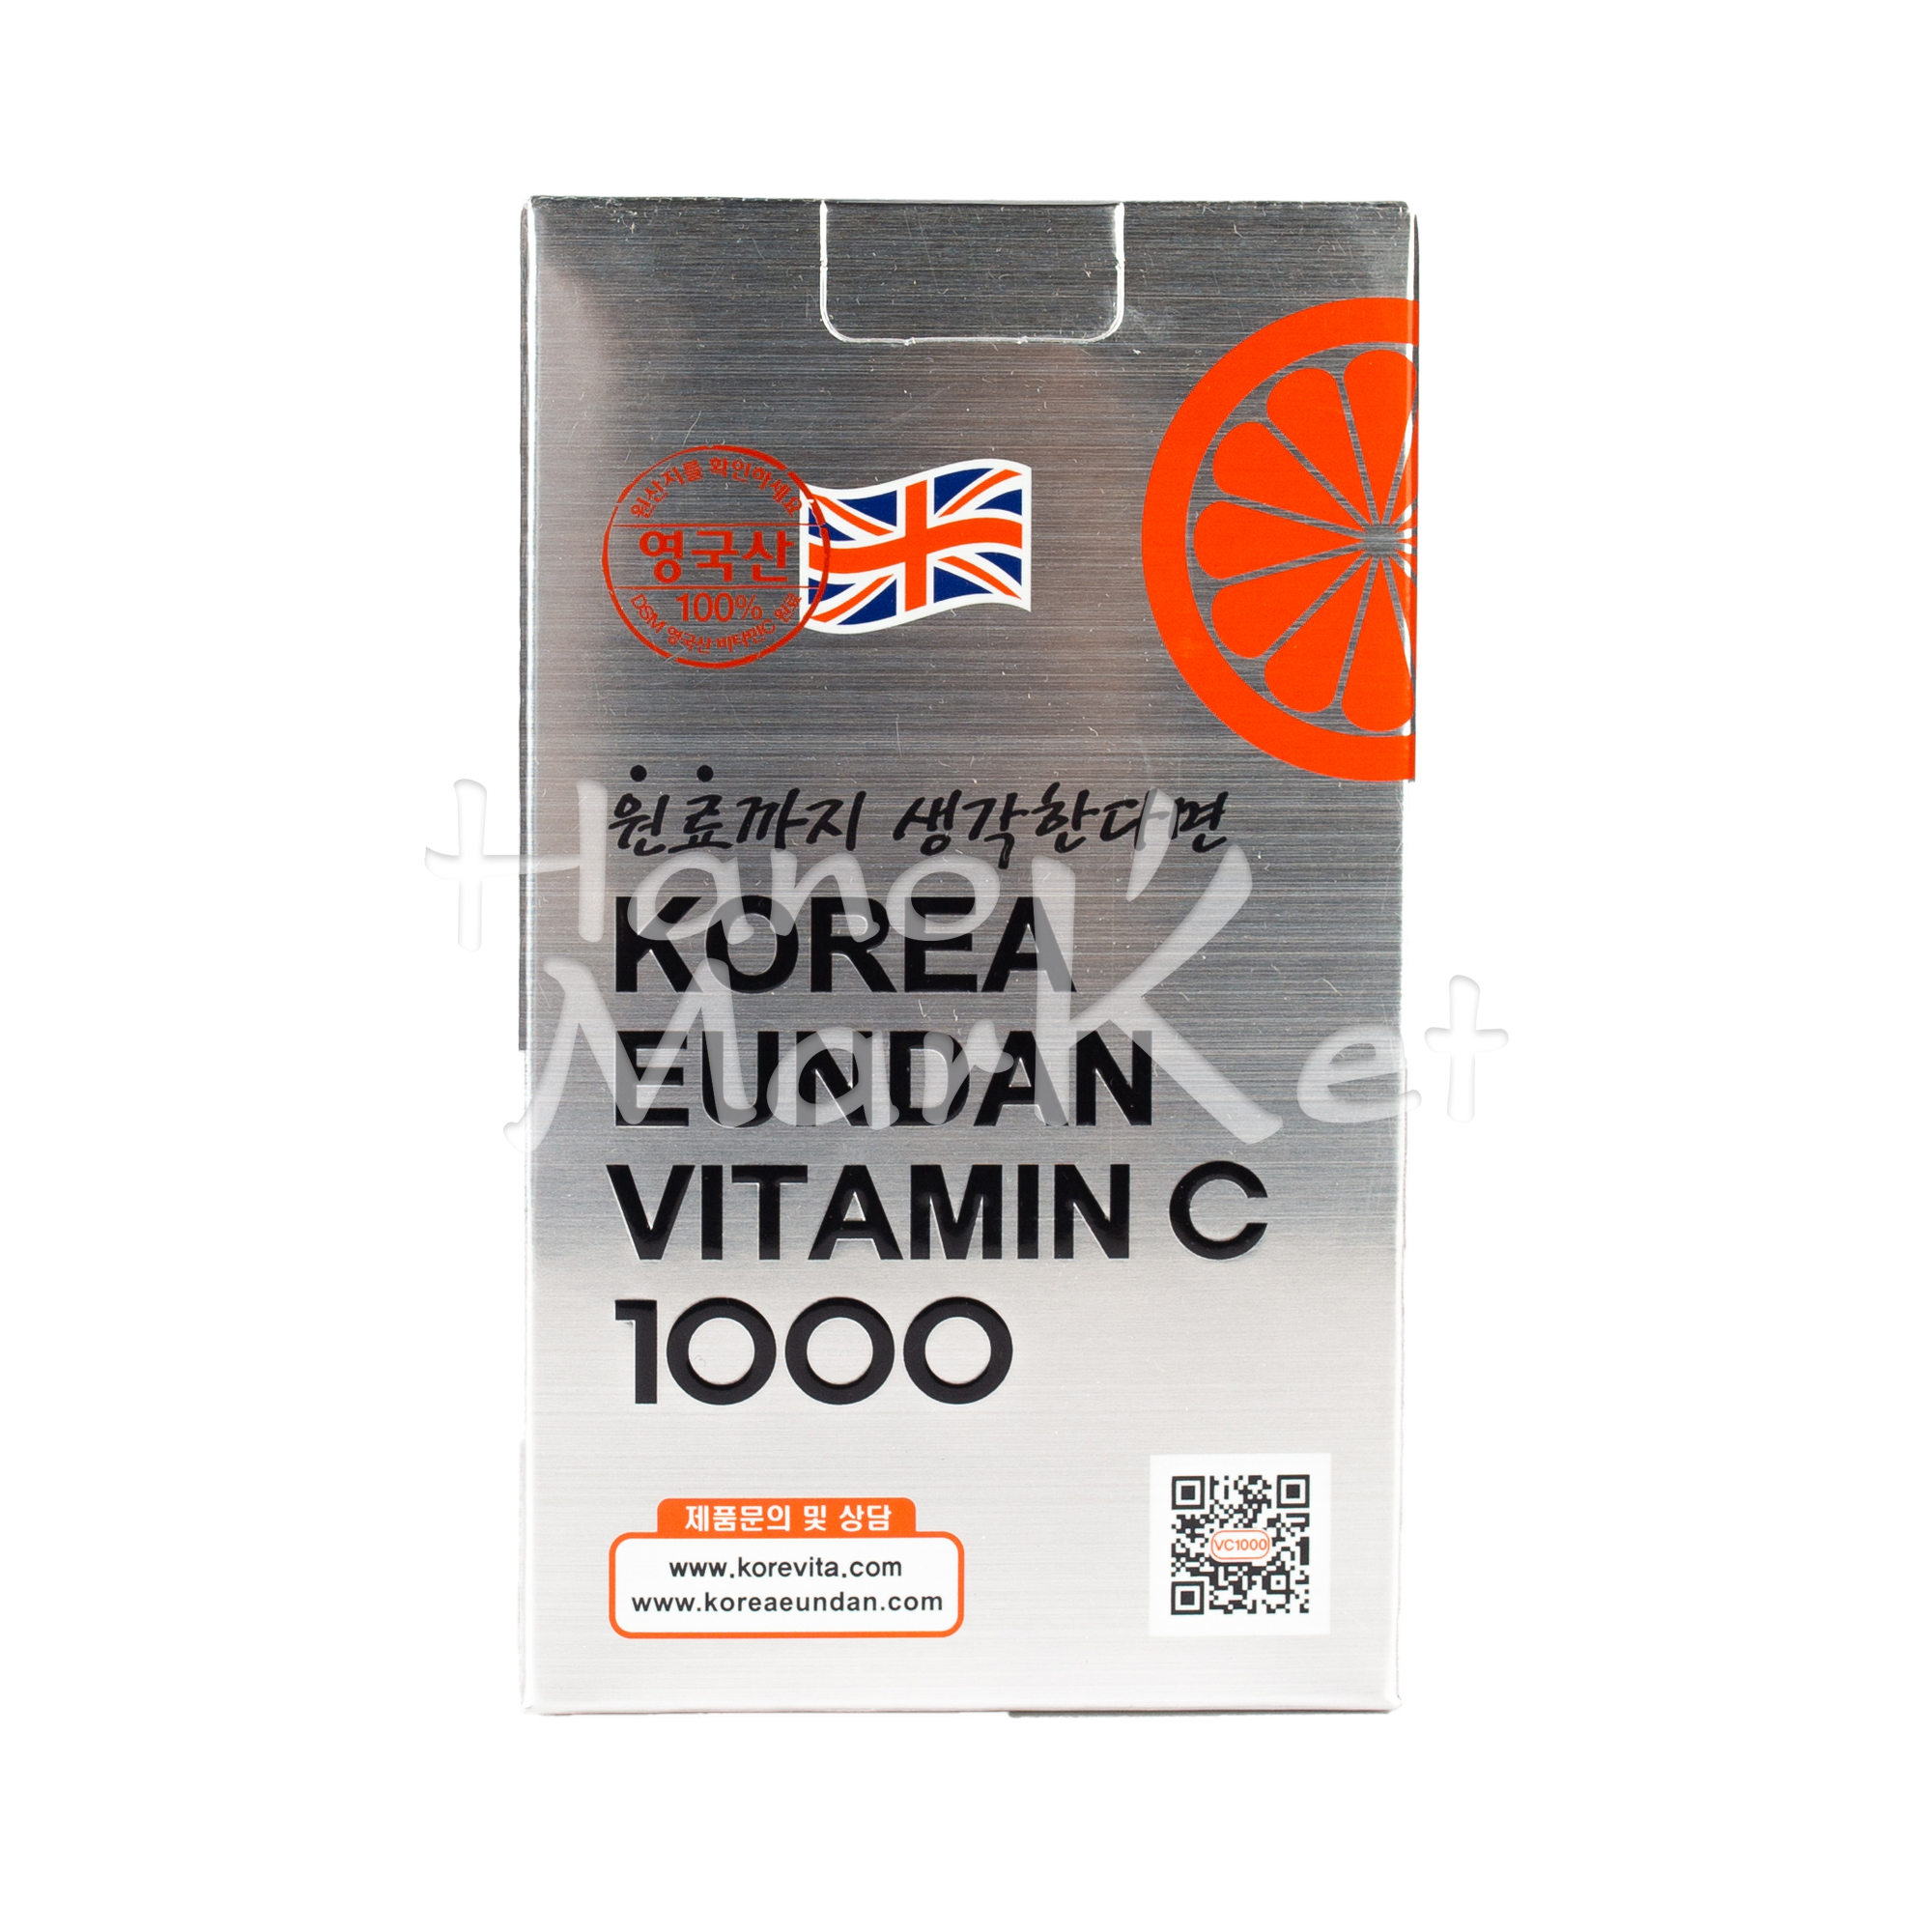 원산지를 확인하세요
영국산
100%
DSM 영국산 비타민C 원료
원료까지 생각한다면
KOREA
EUNDAN
VITAMIN C
1000
Hano
Market
제품문의 및 상담
www.korevita.com
www.koreaeundan.com
VC1000